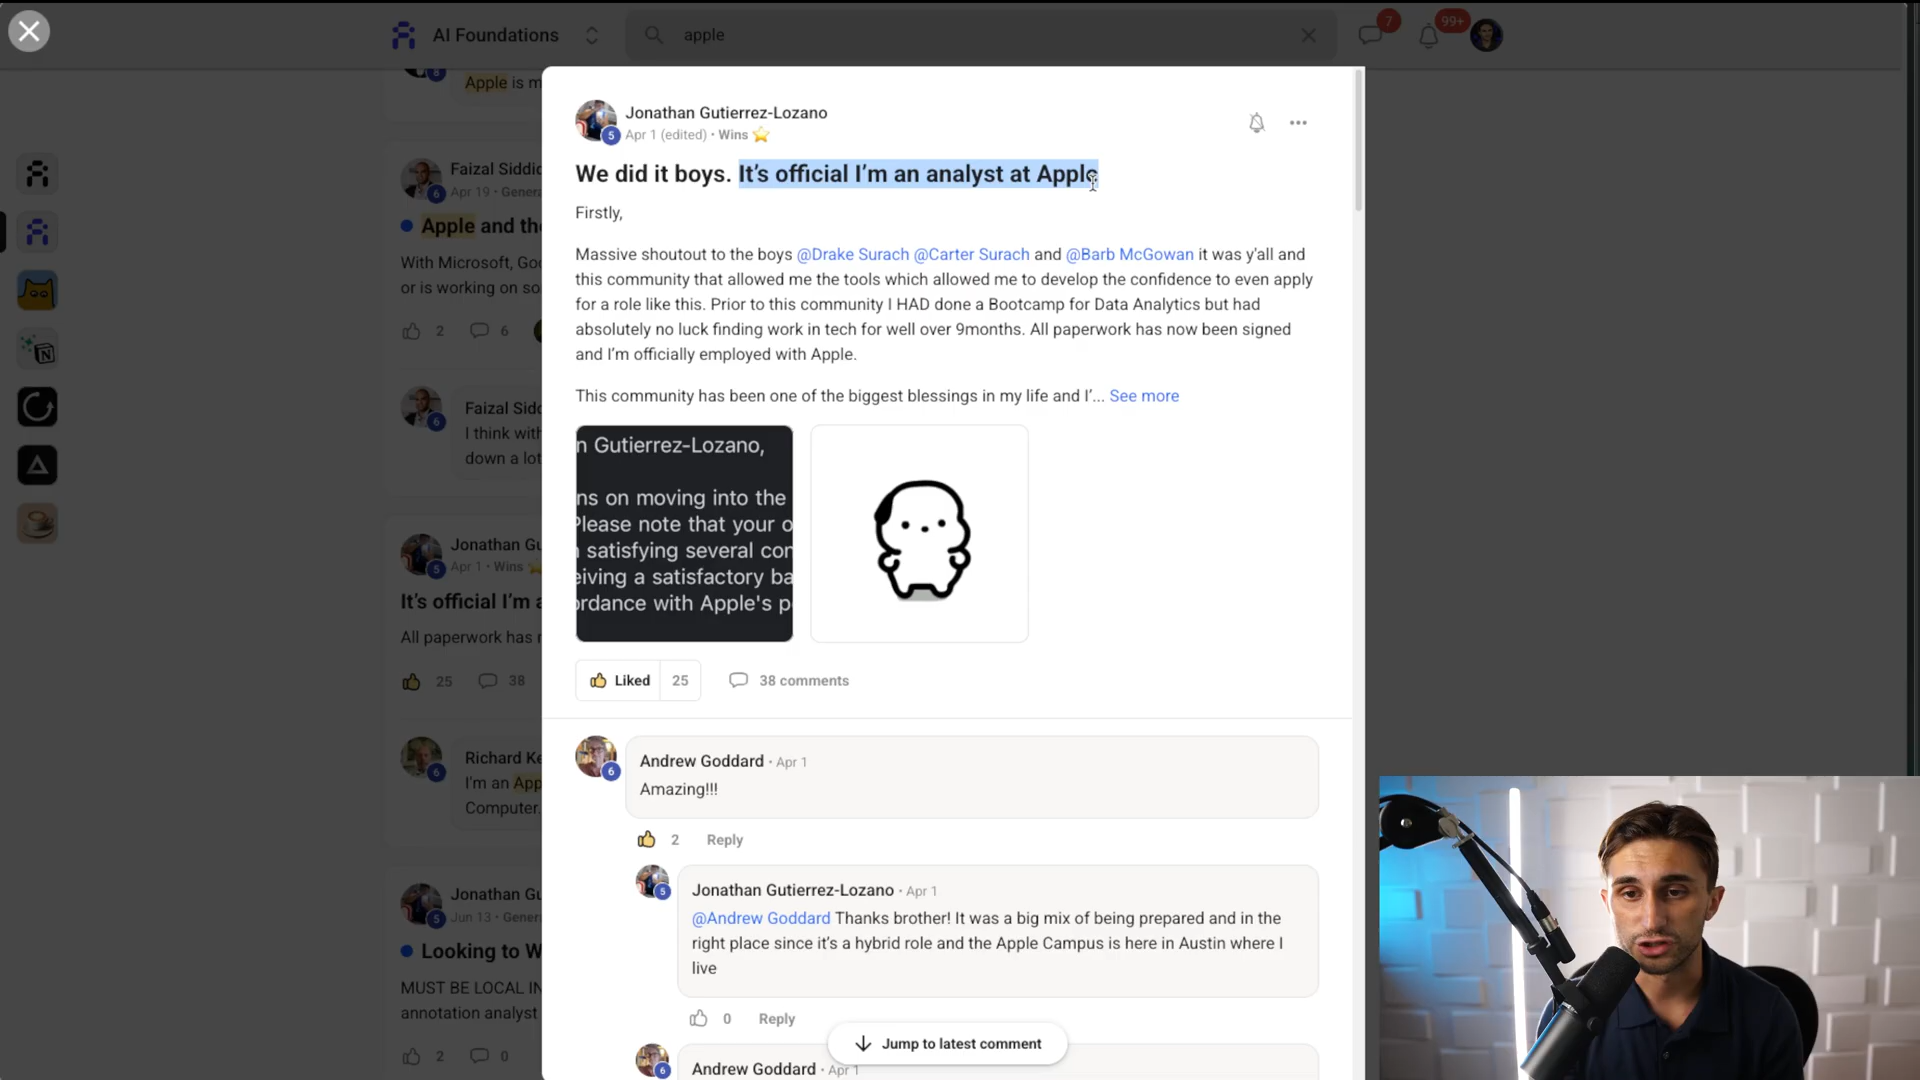 AI Foundations
apple
7
99+
Apple is m
Faizal Siddi
Apr 19 • Gener
Apple and the
With Microsoft, Goo
or is working on so
2
6
Faizal Sidd
I think with
down a lot
Jonathan Gu
Apr 1 • Wins
It's official I'm a
All paperwork has n
25
38
Richard Ke
I'm an App
Computer.
Jonathan Gu
Jun 13 • Gener
Looking to W
MUST BE LOCAL IN
annotation analyst
2
0
Jonathan Gutierrez-Lozano
5
Apr 1 (edited) • Wins ⭐
We did it boys. It's official I'm an analyst at Apple
Firstly,
Massive shoutout to the boys @Drake Surach @Carter Surach and @Barb McGowan it was y'all and
this community that allowed me the tools which allowed me to develop the confidence to even apply
for a role like this. Prior to this community I HAD done a Bootcamp for Data Analytics but had
absolutely no luck finding work in tech for well over 9months. All paperwork has now been signed
and I'm officially employed with Apple.
This community has been one of the biggest blessings in my life and I'... See more
n Gutierrez-Lozano,
ns on moving into the
Please note that your o
satisfying several con
eiving a satisfactory ba
ordance with Apple's p
Liked
25
38 comments
Andrew Goddard • Apr 1
6
Amazing!!!
2
Reply
Jonathan Gutierrez-Lozano • Apr 1
5
@Andrew Goddard Thanks brother! It was a big mix of being prepared and in the
right place since it's a hybrid role and the Apple Campus is here in Austin where I
live
0
Reply
Jump to latest comment
Andrew Goddard • Apr 1
6